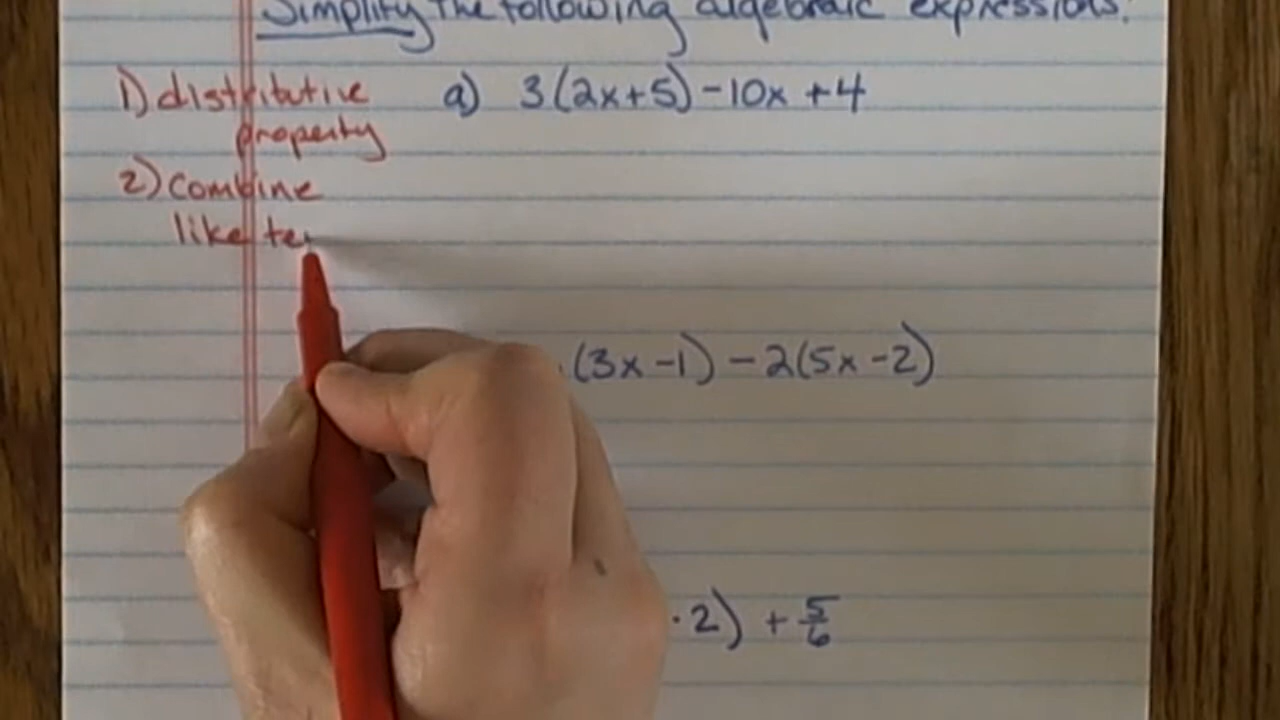 Simplify the following algebraic expressions.
1) distributive property
a) 3(2x+5)-10x+4
2) combine
like te
(3x-1)-2(5x-2)
·2) + 5/6